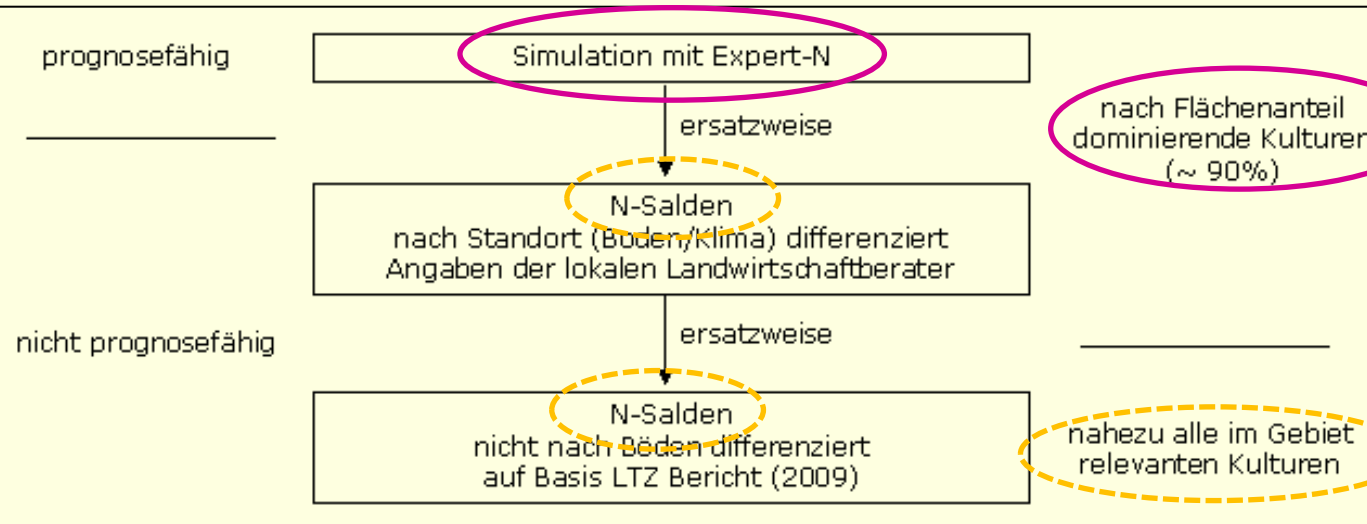 prognosefähig
Simulation mit Expert-N
ersatzweise
nach Flächenanteil
dominierende Kulturen
(~ 90%)
N-Salden
nach Standort (Boden/Klima) differenziert
Angaben der lokalen Landwirtschaftberater
nicht prognosefähig
ersatzweise
N-Salden
nicht nach Böden differenziert
auf Basis LTZ Bericht (2009)
nahezu alle im Gebiet
relevanten Kulturen